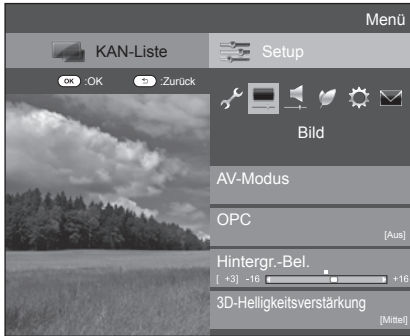 Menü
KAN-Liste
Setup
OK :OK
:Zurück
Bild
AV-Modus
OPC
[Aus]
Hintergr.-Bel.
[ +3] -16 +16
3D-Helligkeitsverstärkung
[Mittel]